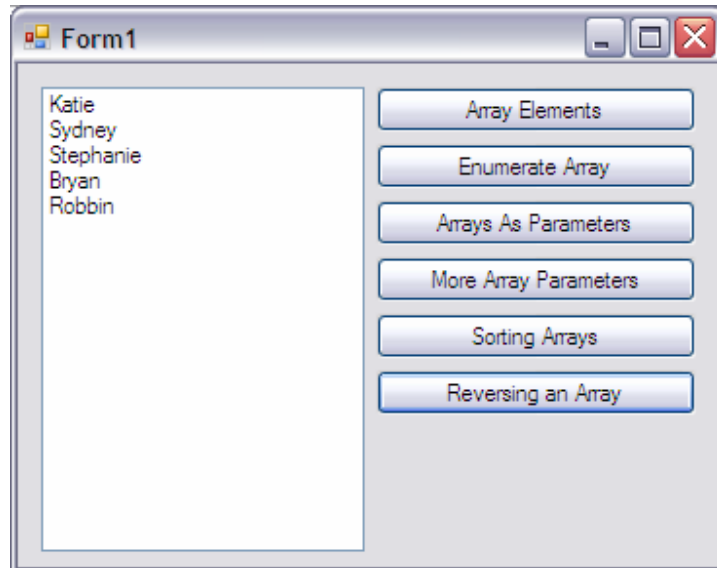 Form1
Katie
Sydney
Stephanie
Bryan
Robbin
Array Elements
Enumerate Array
Arrays As Parameters
More Array Parameters
Sorting Arrays
Reversing an Array